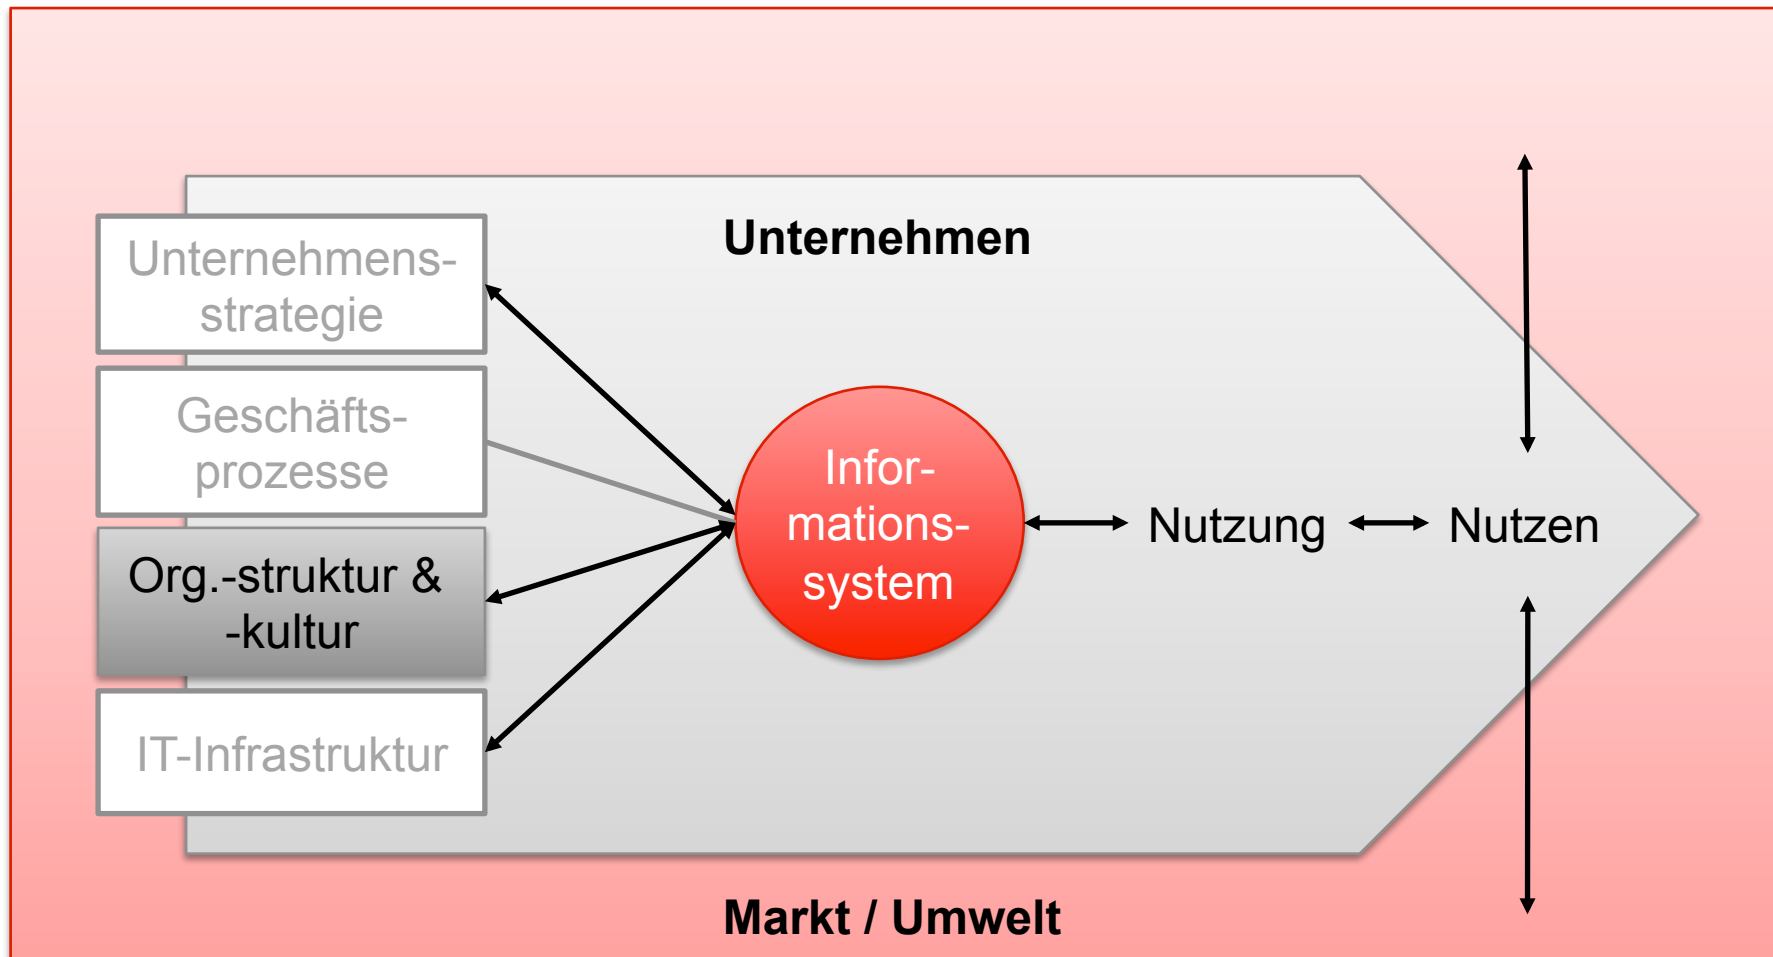 Unternehmen
Unternehmens-
strategie
Geschäfts-
prozesse
Org.-struktur &
-kultur
IT-Infrastruktur
Infor-
mations-
system
Nutzung
Nutzen
Markt / Umwelt